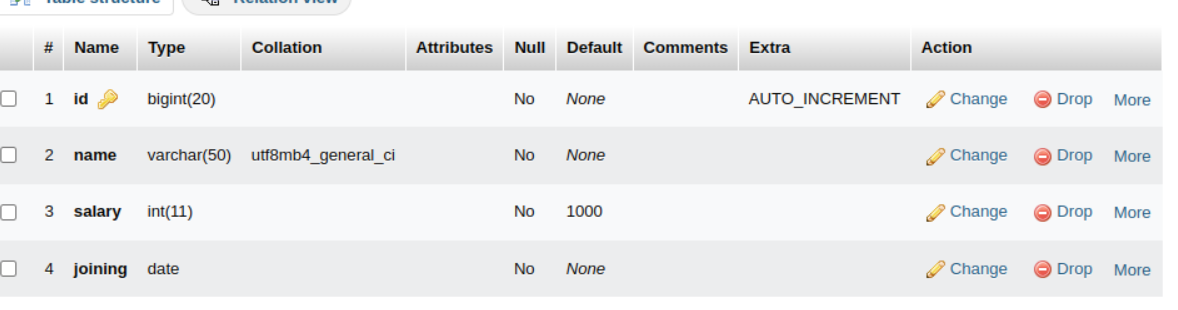 Table structure Relation view
# Name Type Collation Attributes Null Default Comments Extra Action
1 id bigint(20) No None AUTO_INCREMENT Change Drop More
2 name varchar(50) utf8mb4_general_ci No None Change Drop More
3 salary int(11) No 1000 Change Drop More
4 joining date No None Change Drop More